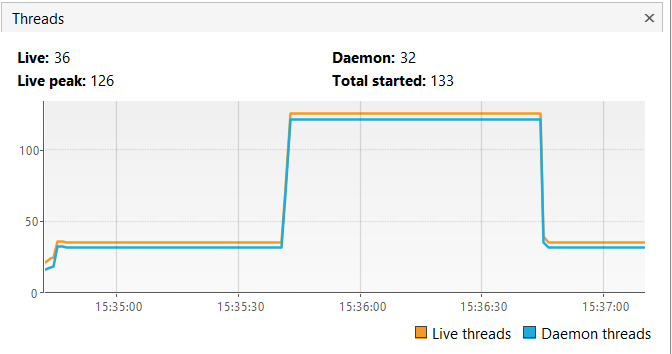 Threads
Live: 36 Daemon: 32
Live peak: 126 Total started: 133
100
50
0
15:35:00 15:35:30 15:36:00 15:36:30 15:37:00
Live threads Daemon threads